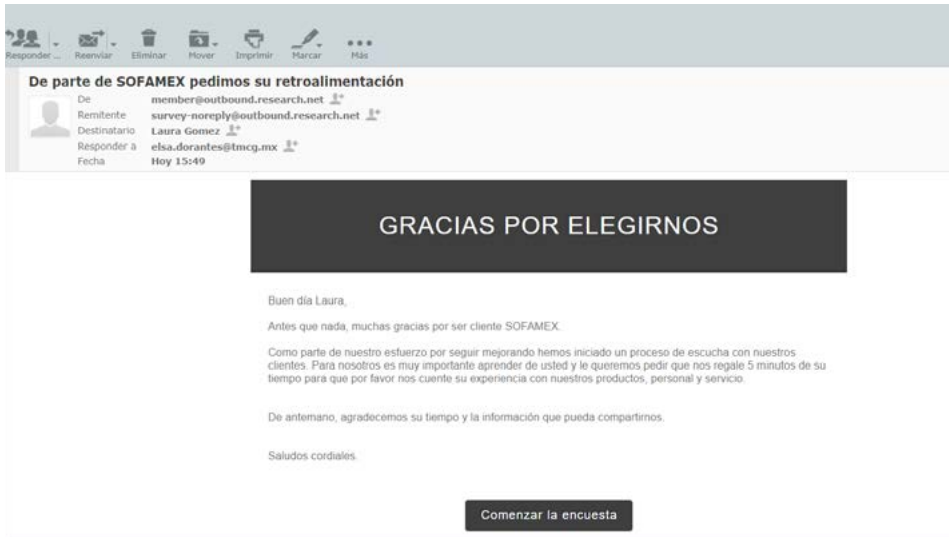 Responder ... Reenviar Eliminar Mover Imprimir Marcar Más
De parte de SOFAMEX pedimos su retroalimentación
De member@outbound.research.net
Remitente survey-noreply@outbound.research.net
Destinatario Laura Gomez
Responder a elsa.dorantes@tmcg.mx
Fecha Hoy 15:49
GRACIAS POR ELEGIRNOS
Buen día Laura,
Antes que nada, muchas gracias por ser cliente SOFAMEX.
Como parte de nuestro esfuerzo por seguir mejorando hemos iniciado un proceso de escucha con nuestros
clientes. Para nosotros es muy importante aprender de usted y le queremos pedir que nos regale 5 minutos de su
tiempo para que por favor nos cuente su experiencia con nuestros productos, personal y servicio.
De antemano, agradecemos su tiempo y la información que pueda compartirnos.
Saludos cordiales.
Comenzar la encuesta